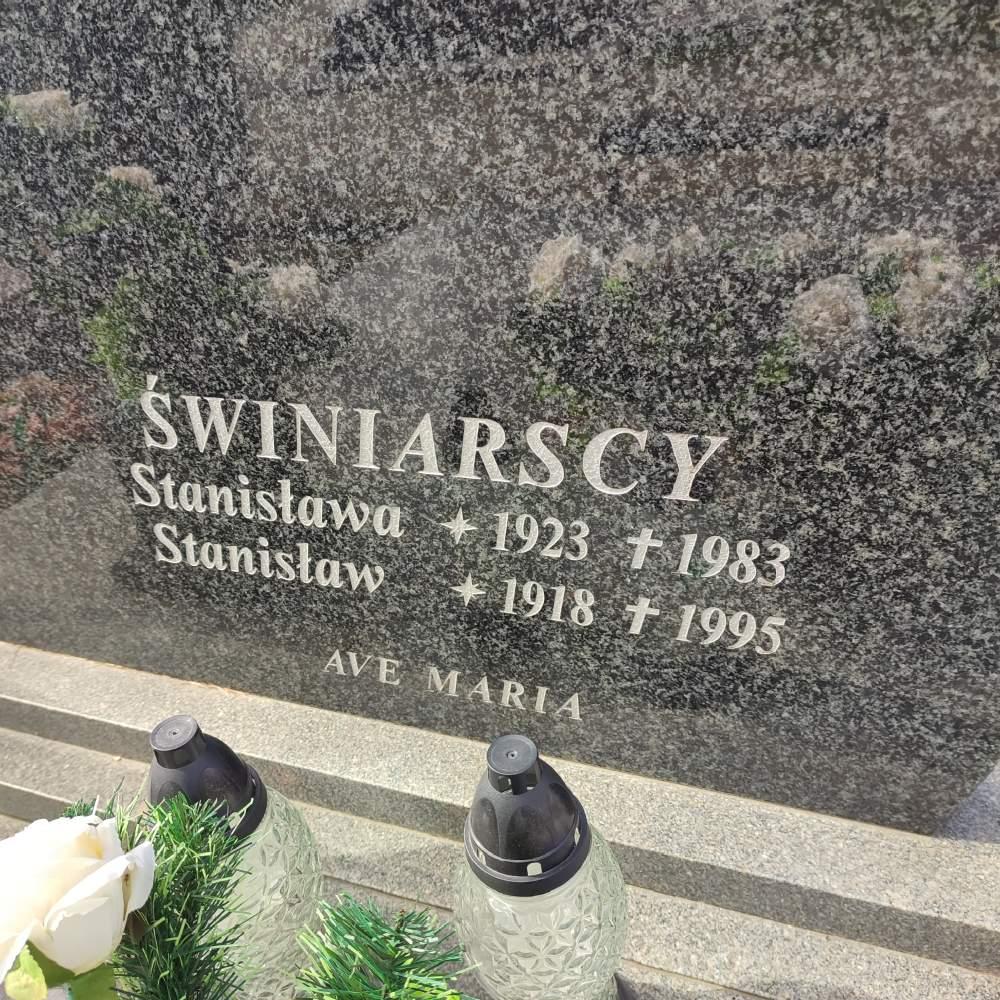 ŚWINIARSCY
Stanisława ✶ 1923 ✝ 1983
Stanisław ✶ 1918 ✝ 1995
AVE MARIA